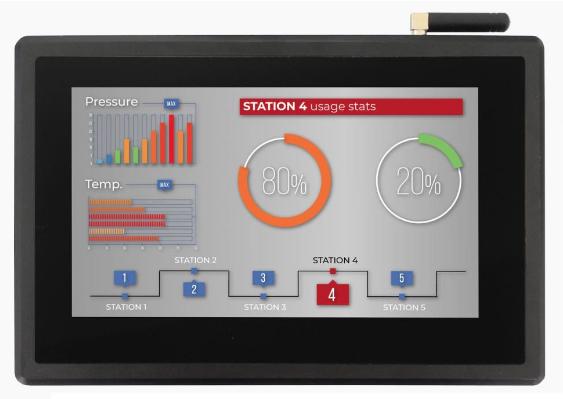 Pressure
MAX
STATION 4 usage stats
80%
20%
Temp.
MAX
STATION 2
STATION 4
1
3
5
2
4
STATION 1
STATION 3
STATION 5